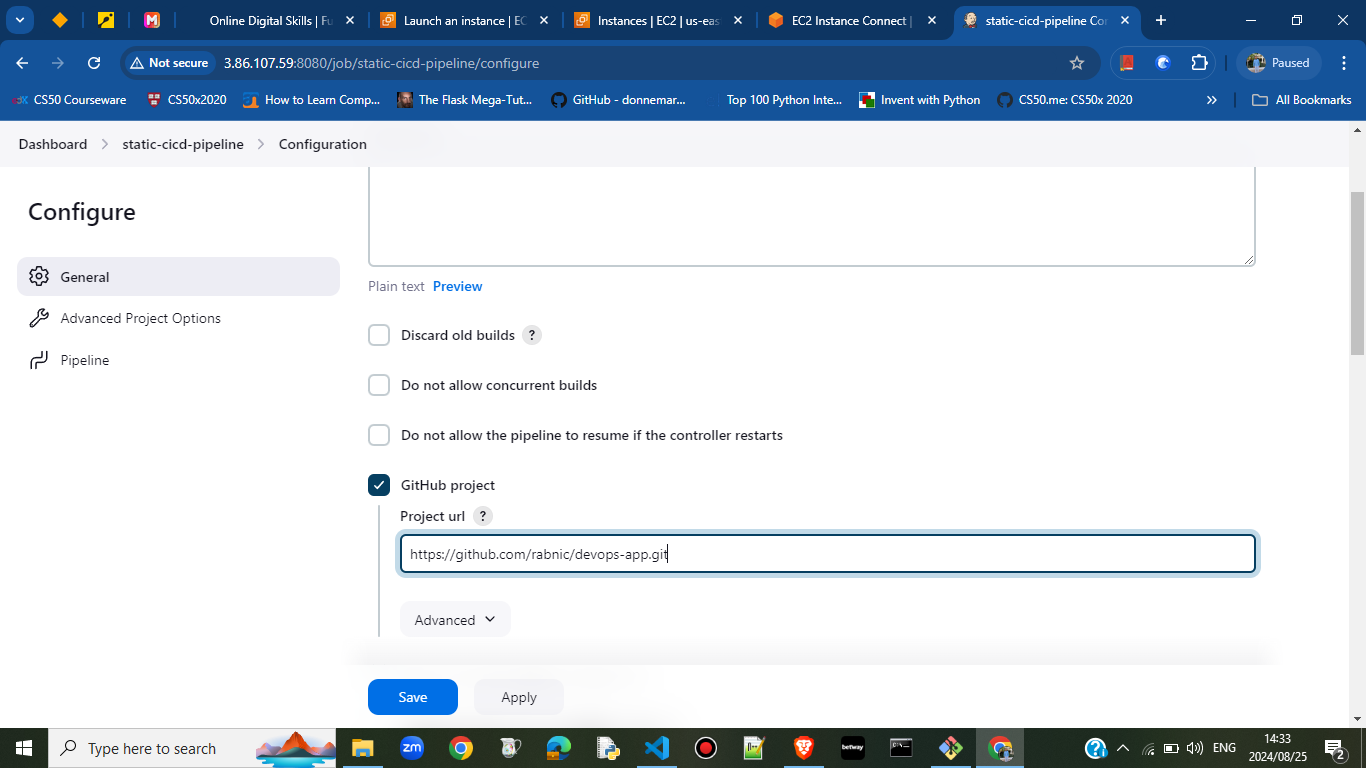 Online Digital Skills | Fu
Launch an instance | EC
Instances | EC2 | us-eas
EC2 Instance Connect |
static-cicd-pipeline Con
Not secure
3.86.107.59:8080/job/static-cicd-pipeline/configure
Paused
CS50 Courseware
CS50x2020
How to Learn Comp...
The Flask Mega-Tut...
GitHub - donnemar...
Top 100 Python Inte...
Invent with Python
CS50.me: CS50x 2020
»
All Bookmarks
Dashboard > static-cicd-pipeline > Configuration
Configure
General
Advanced Project Options
Pipeline
Plain text Preview
Discard old builds ?
Do not allow concurrent builds
Do not allow the pipeline to resume if the controller restarts
GitHub project
Project url ?
https://github.com/rabnic/devops-app.git
Advanced
Save
Apply
Type here to search
zm
betway
ENG
14:33
2024/08/25
2